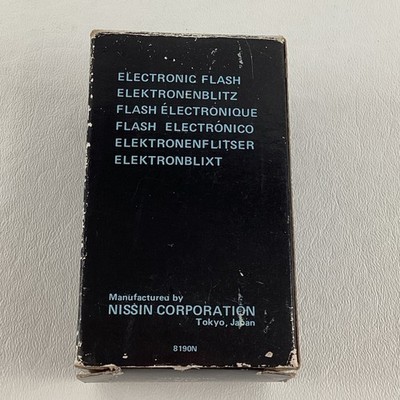 ELECTRONIC FLASH
ELEKTRONENBLITZ
FLASH ÉLECTRONIQUE
FLASH ELECTRÓNICO
ELEKTRONENFLITSER
ELEKTRONBLIXT
Manufactured by
NISSIN CORPORATION
Tokyo, Japan
8190N